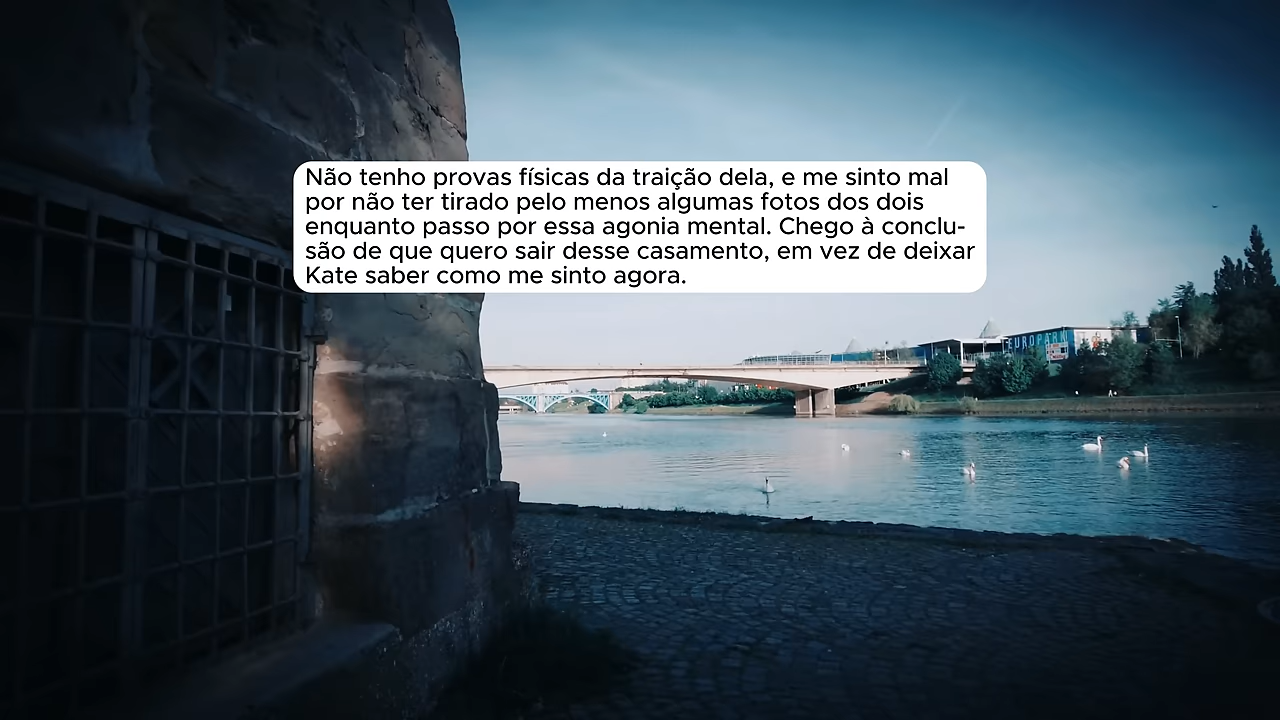 Não tenho provas físicas da traição dela, e me sinto mal
por não ter tirado pelo menos algumas fotos dos dois
enquanto passo por essa agonia mental. Chego à conclu-
são de que quero sair desse casamento, em vez de deixar
Kate saber como me sinto agora.
EUROPARK